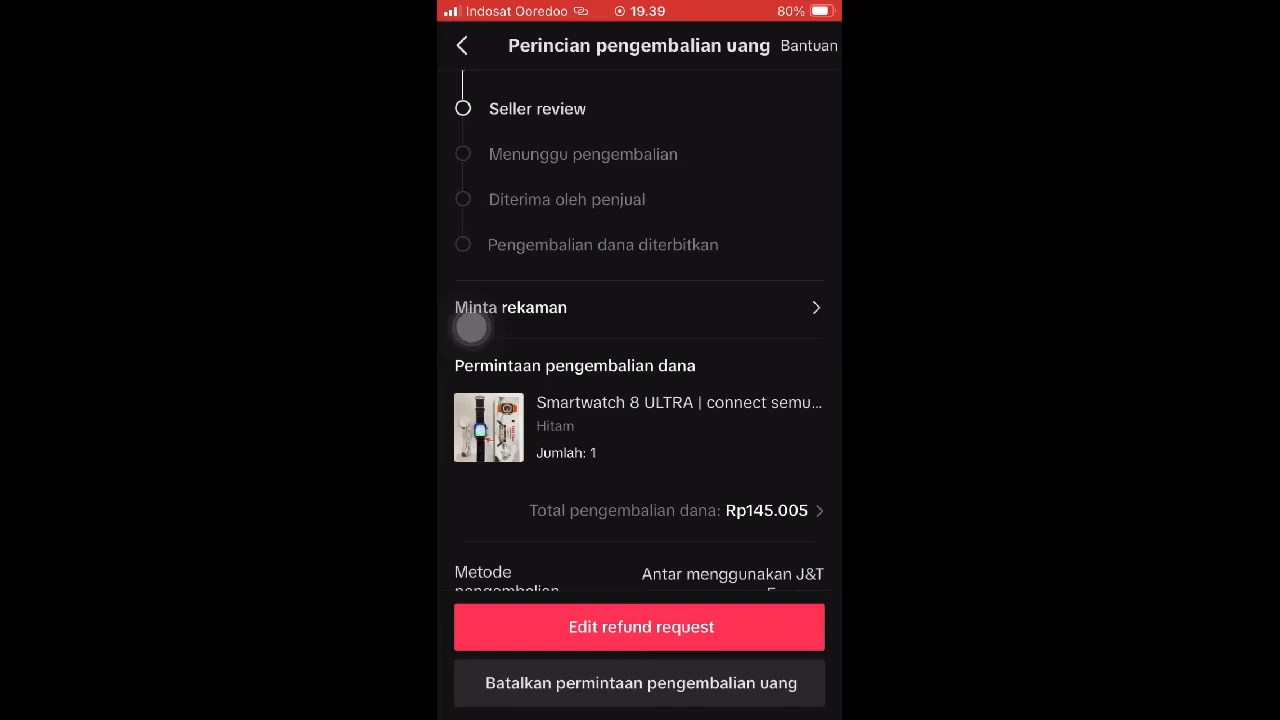 Indosat Ooredoo 19.39 80%
Perincian pengembalian uang Bantuan
Seller review
Menunggu pengembalian
Diterima oleh penjual
Pengembalian dana diterbitkan
Minta rekaman
Permintaan pengembalian dana
Smartwatch 8 ULTRA | connect semu...
Hitam
Jumlah: 1
Total pengembalian dana: Rp145.005
Metode Antar menggunakan J&T
pengembalian
Edit refund request
Batalkan permintaan pengembalian uang